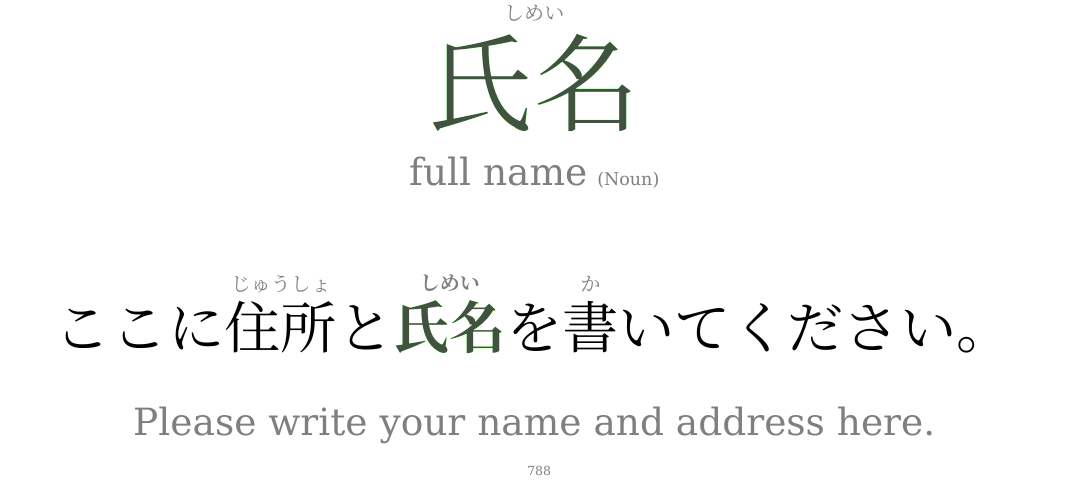 しめい
氏名
full name (Noun)
じゅうしょ しめい か
ここに住所と氏名を書いてください。
Please write your name and address here.
788